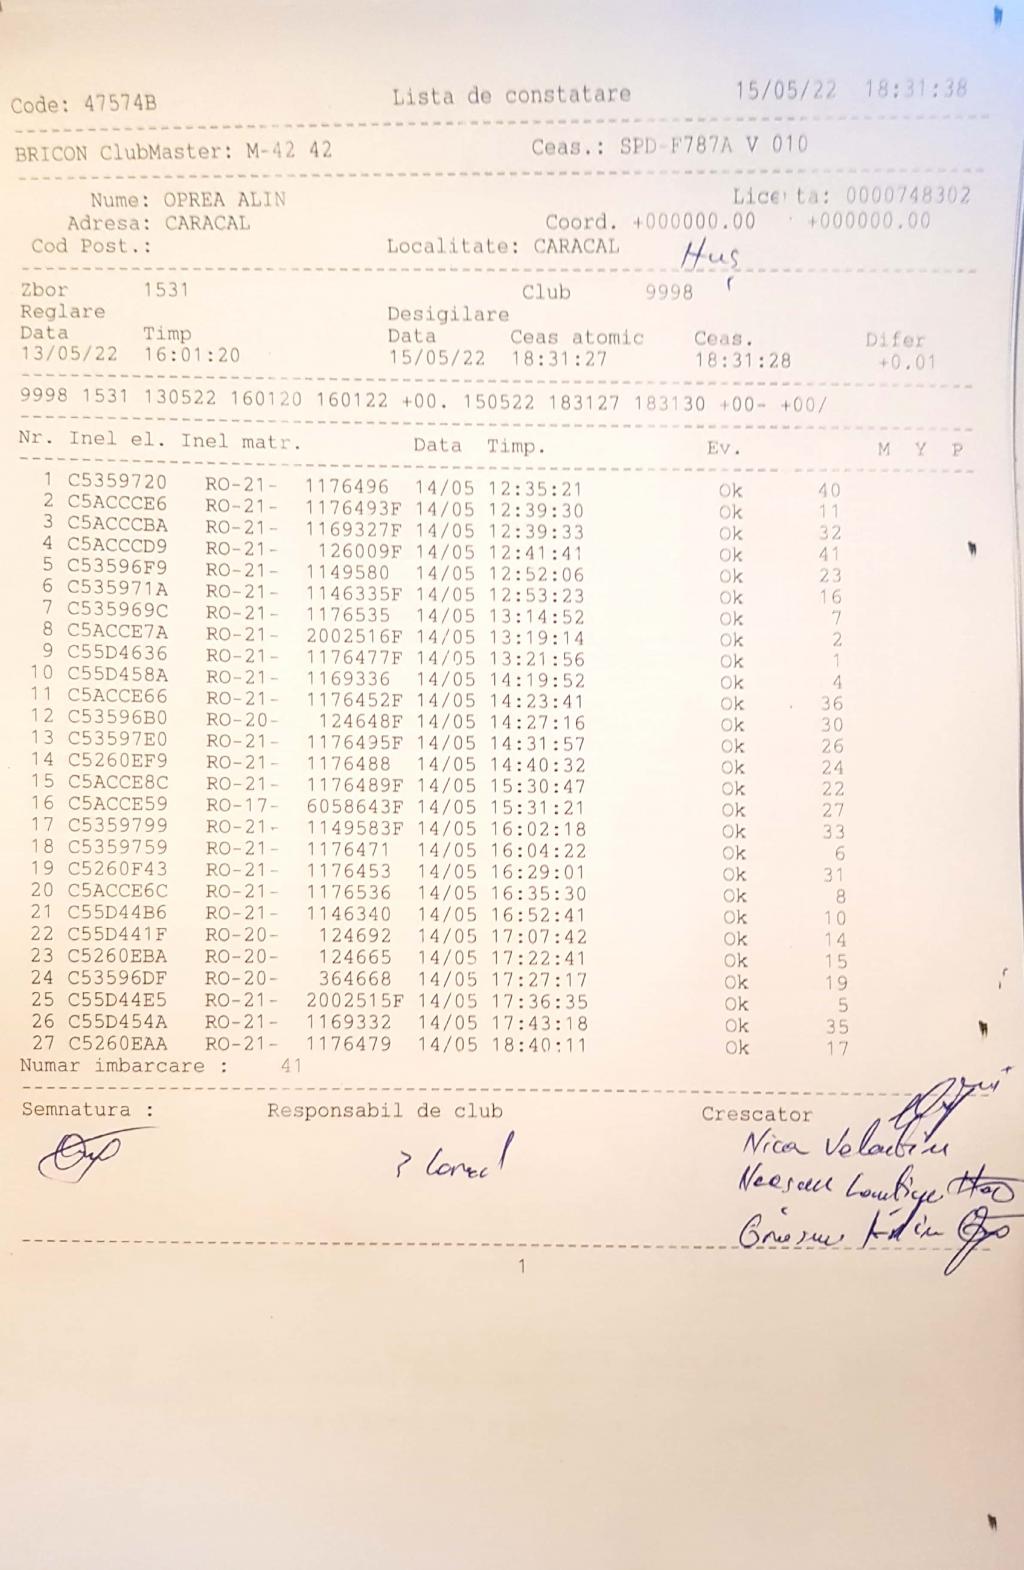 Code: 47574B Lista de constatare 15/05/22 18:31:38
BRICON ClubMaster: M-42 42 Ceas.: SPD-F787A V 010
Nume: OPREA ALIN Licenta: 0000748302
Adresa: CARACAL Coord. +000000.00 +000000.00
Cod Post.: Localitate: CARACAL Huș
Zbor 1531 Club 9998
Reglare Desigilare
Data Timp Data Ceas atomic Ceas. Difer
13/05/22 16:01:20 15/05/22 18:31:27 18:31:28 +0.01
9998 1531 130522 160120 160122 +00. 150522 183127 183130 +00- +00/
Nr. Inel el. Inel matr. Data Timp. Ev. M Y P
1 C5359720 RO-21- 1176496 14/05 12:35:21 Ok 40
2 C5ACCCE6 RO-21- 1176493F 14/05 12:39:30 Ok 11
3 C5ACCCBA RO-21- 1169327F 14/05 12:39:33 Ok 32
4 C5ACCCD9 RO-21- 126009F 14/05 12:41:41 Ok 41
5 C53596F9 RO-21- 1149580 14/05 12:52:06 Ok 23
6 C535971A RO-21- 1146335F 14/05 12:53:23 Ok 16
7 C535969C RO-21- 1176535 14/05 13:14:52 Ok 7
8 C5ACCE7A RO-21- 2002516F 14/05 13:19:14 Ok 2
9 C55D4636 RO-21- 1176477F 14/05 13:21:56 Ok 1
10 C55D458A RO-21- 1169336 14/05 14:19:52 Ok 4
11 C5ACCE66 RO-21- 1176452F 14/05 14:23:41 Ok 36
12 C53596B0 RO-20- 124648F 14/05 14:27:16 Ok 30
13 C53597E0 RO-21- 1176495F 14/05 14:31:57 Ok 26
14 C5260EF9 RO-21- 1176488 14/05 14:40:32 Ok 24
15 C5ACCE8C RO-21- 1176489F 14/05 15:30:47 Ok 22
16 C5ACCE59 RO-17- 6058643F 14/05 15:31:21 Ok 27
17 C5359799 RO-21- 1149583F 14/05 16:02:18 Ok 33
18 C5359759 RO-21- 1176471 14/05 16:04:22 Ok 6
19 C5260F43 RO-21- 1176453 14/05 16:29:01 Ok 31
20 C5ACCE6C RO-21- 1176536 14/05 16:35:30 Ok 8
21 C55D44B6 RO-21- 1146340 14/05 16:52:41 Ok 10
22 C55D441F RO-20- 124692 14/05 17:07:42 Ok 14
23 C5260EBA RO-20- 124665 14/05 17:22:41 Ok 15
24 C53596DF RO-20- 364668 14/05 17:27:17 Ok 19
25 C55D44E5 RO-21- 2002515F 14/05 17:36:35 Ok 5
26 C55D454A RO-21- 1169332 14/05 17:43:18 Ok 35
27 C5260EAA RO-21- 1176479 14/05 18:40:11 Ok 17
Numar imbarcare : 41
Semnatura : Responsabil de club Crescator
Nica Valentin
1